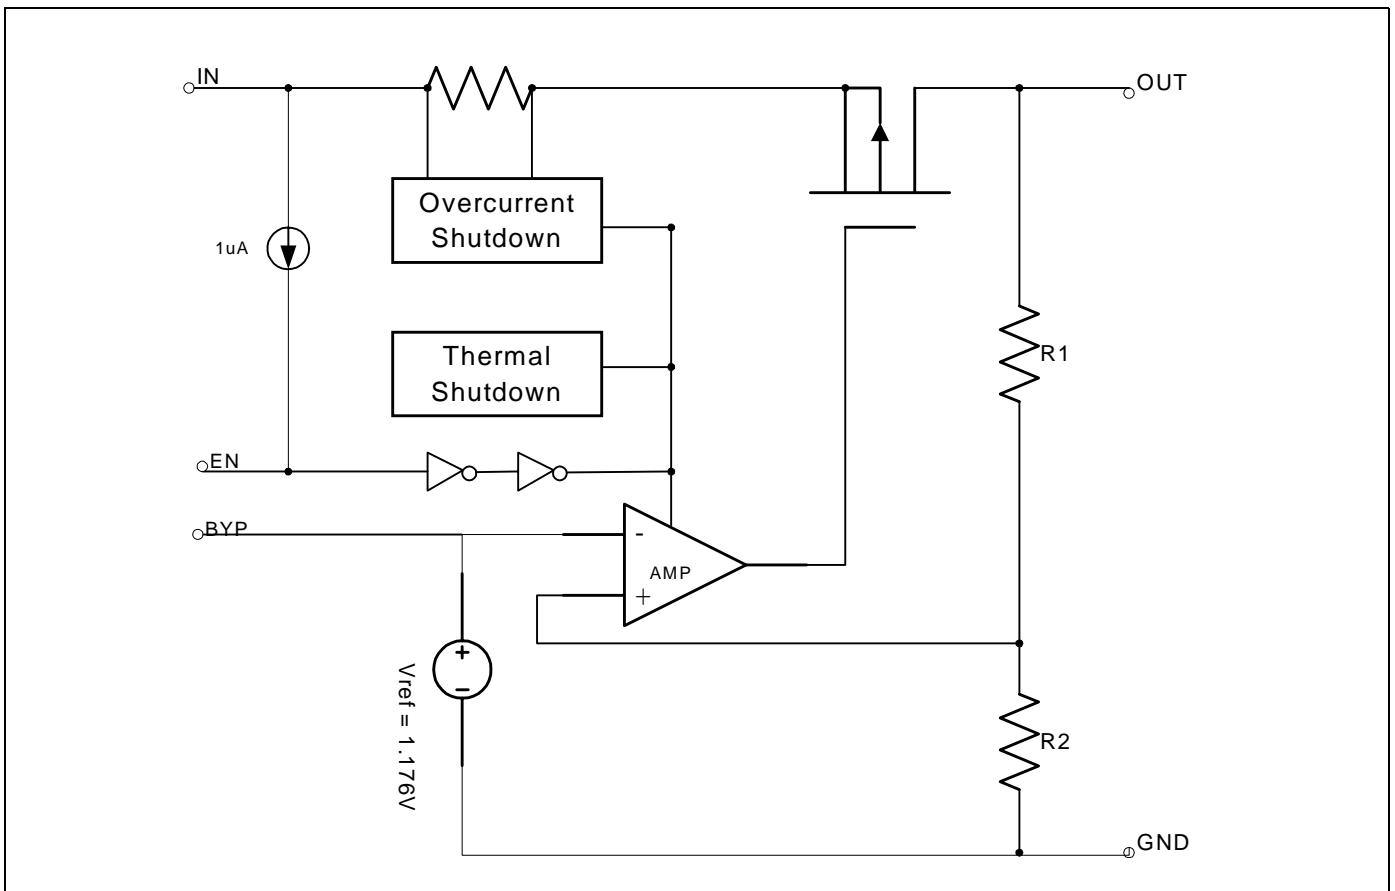 IN
OUT
Overcurrent
Shutdown
1uA
R1
Thermal
Shutdown
EN
BYP
-
AMP
+
+
-
Vref = 1.176V
R2
GND